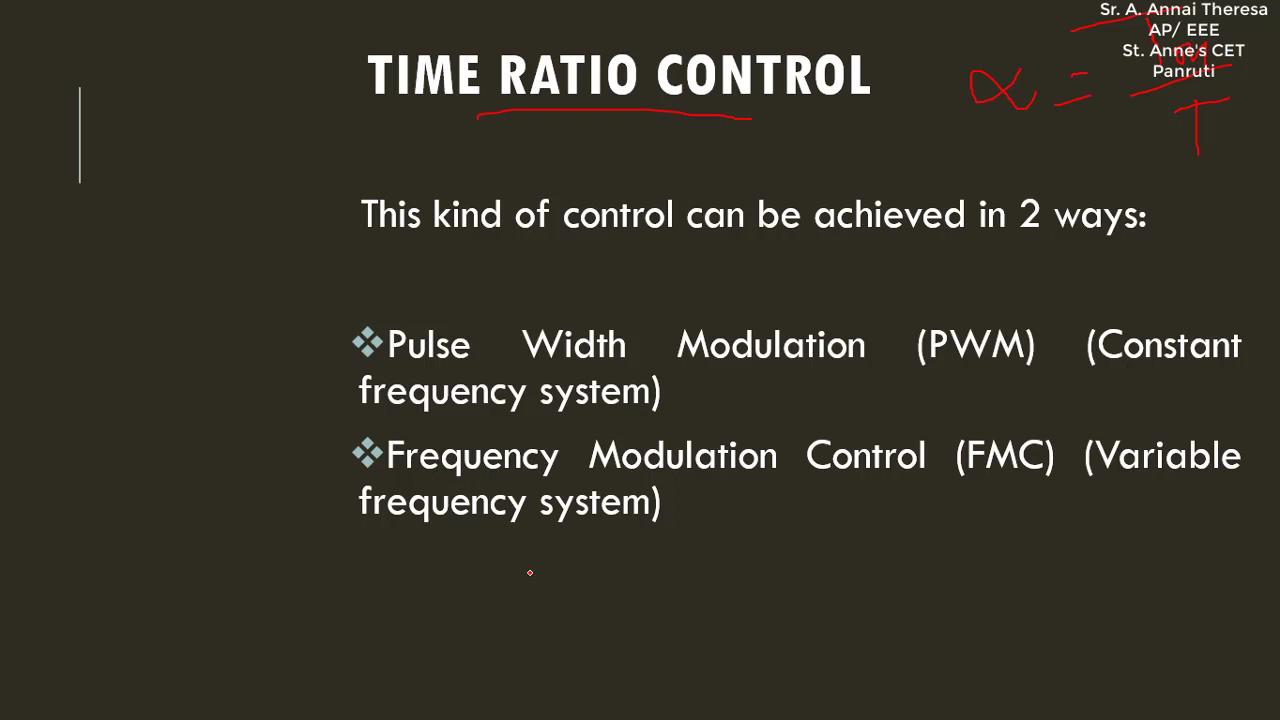 Sr. A. Annai Theresa
AP/ EEE
St. Anne's CET
Panruti
TIME RATIO CONTROL
α = Ton
T
This kind of control can be achieved in 2 ways:
❖Pulse Width Modulation (PWM) (Constant
frequency system)
❖Frequency Modulation Control (FMC) (Variable
frequency system)